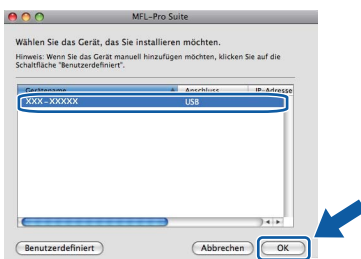 MFL-Pro Suite
Wählen Sie das Gerät, das Sie installieren möchten.
Hinweis: Wenn Sie das Gerät manuell hinzufügen möchten, klicken Sie auf die
Schaltfläche "Benutzerdefiniert".
Gerätename Anschluss IP-Adresse
XXX-XXXXX USB
Benutzerdefiniert Abbrechen OK